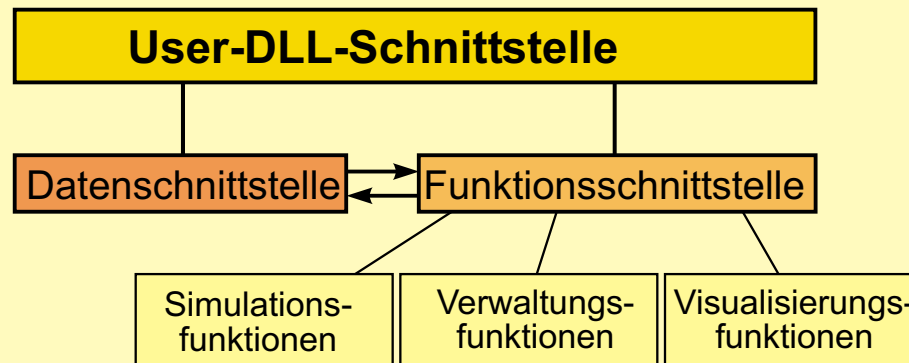 User-DLL-Schnittstelle
Datenschnittstelle
Funktionsschnittstelle
Simulations-
funktionen
Verwaltungs-
funktionen
Visualisierungs-
funktionen